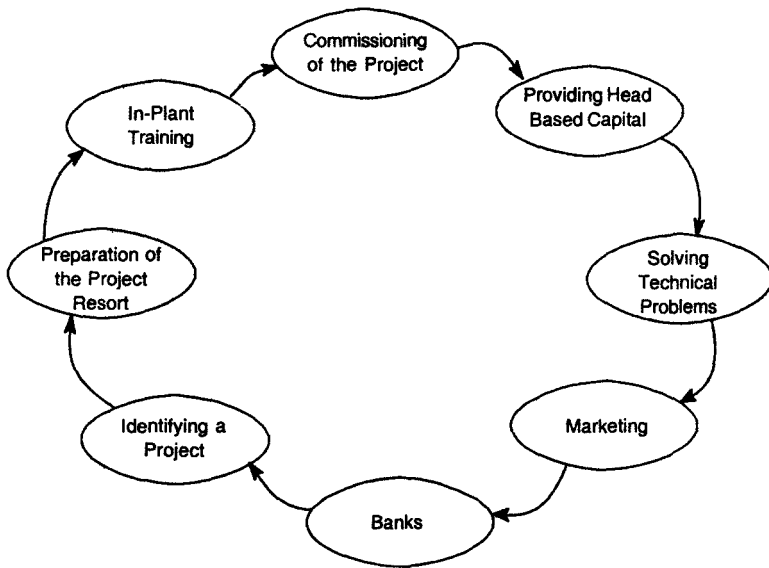 Commissioning
of the Project
Providing Head
Based Capital
Solving
Technical
Problems
Marketing
Banks
Identifying a
Project
Preparation of
the Project
Resort
In-Plant
Training